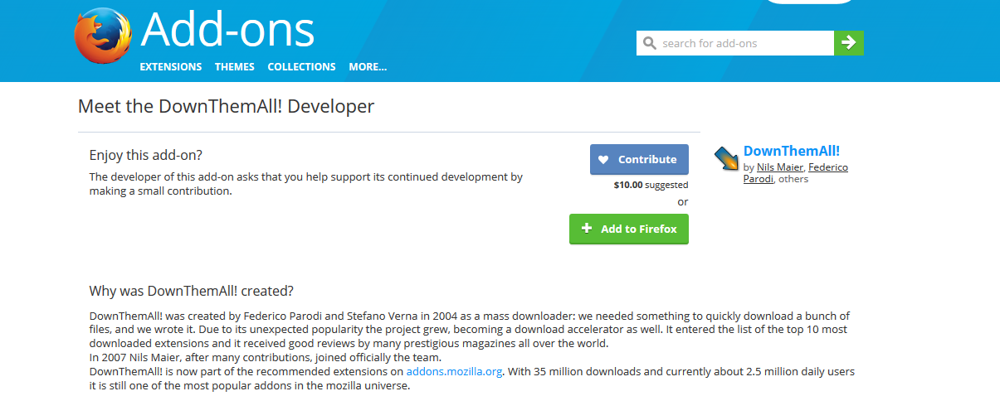 Add-ons
search for add-ons
EXTENSIONS THEMES COLLECTIONS MORE...
Meet the DownThemAll! Developer
Enjoy this add-on?
The developer of this add-on asks that you help support its continued development by
making a small contribution.
Contribute
$10.00 suggested
or
Add to Firefox
DownThemAll!
by Nils Maier, Federico
Parodi, others
Why was DownThemAll! created?
DownThemAll! was created by Federico Parodi and Stefano Verna in 2004 as a mass downloader: we needed something to quickly download a bunch of
files, and we wrote it. Due to its unexpected popularity the project grew, becoming a download accelerator as well. It entered the list of the top 10 most
downloaded extensions and it received good reviews by many prestigious magazines all over the world.
In 2007 Nils Maier, after many contributions, joined officially the team.
DownThemAll! is now part of the recommended extensions on addons.mozilla.org. With 35 million downloads and currently about 2.5 million daily users
it is still one of the most popular addons in the mozilla universe.